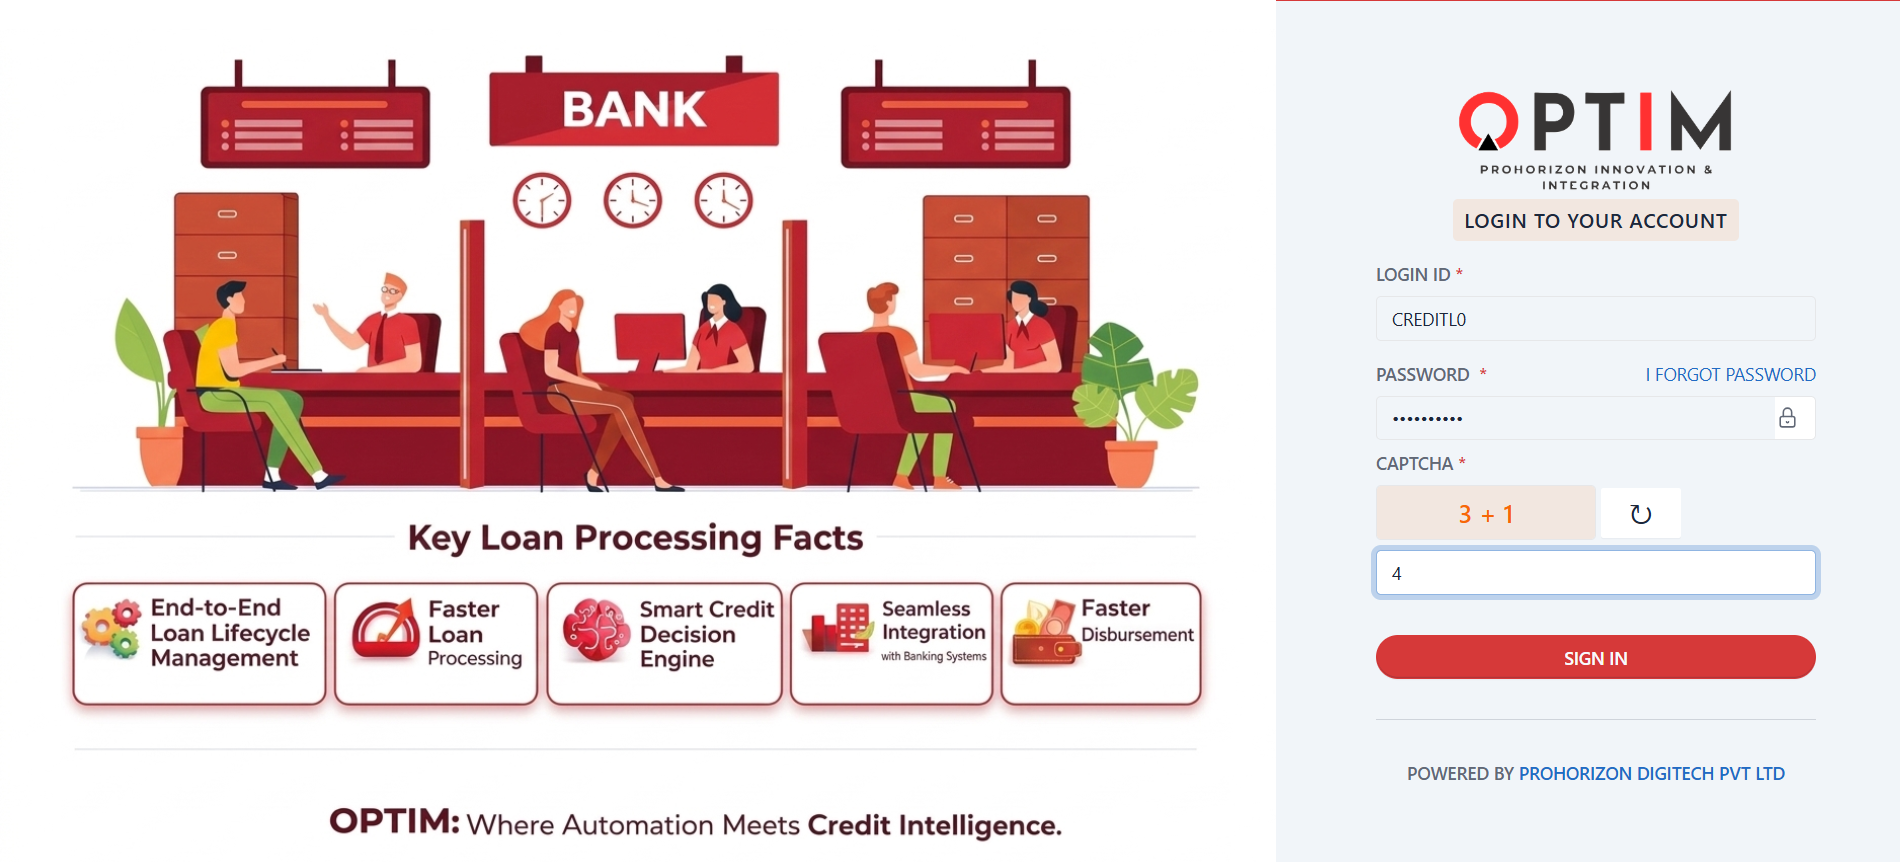 BANK
Key Loan Processing Facts
End-to-End
Loan Lifecycle
Management
Faster
Loan
Processing
Smart Credit
Decision
Engine
Seamless
Integration
with Banking Systems
Faster
Disbursement
OPTIM: Where Automation Meets Credit Intelligence.
OPTIM
PROHORIZON INNOVATION &
INTEGRATION
LOGIN TO YOUR ACCOUNT
LOGIN ID *
CREDITL0
PASSWORD * I FORGOT PASSWORD
••••••••••
CAPTCHA *
3 + 1
4
SIGN IN
POWERED BY PROHORIZON DIGITECH PVT LTD